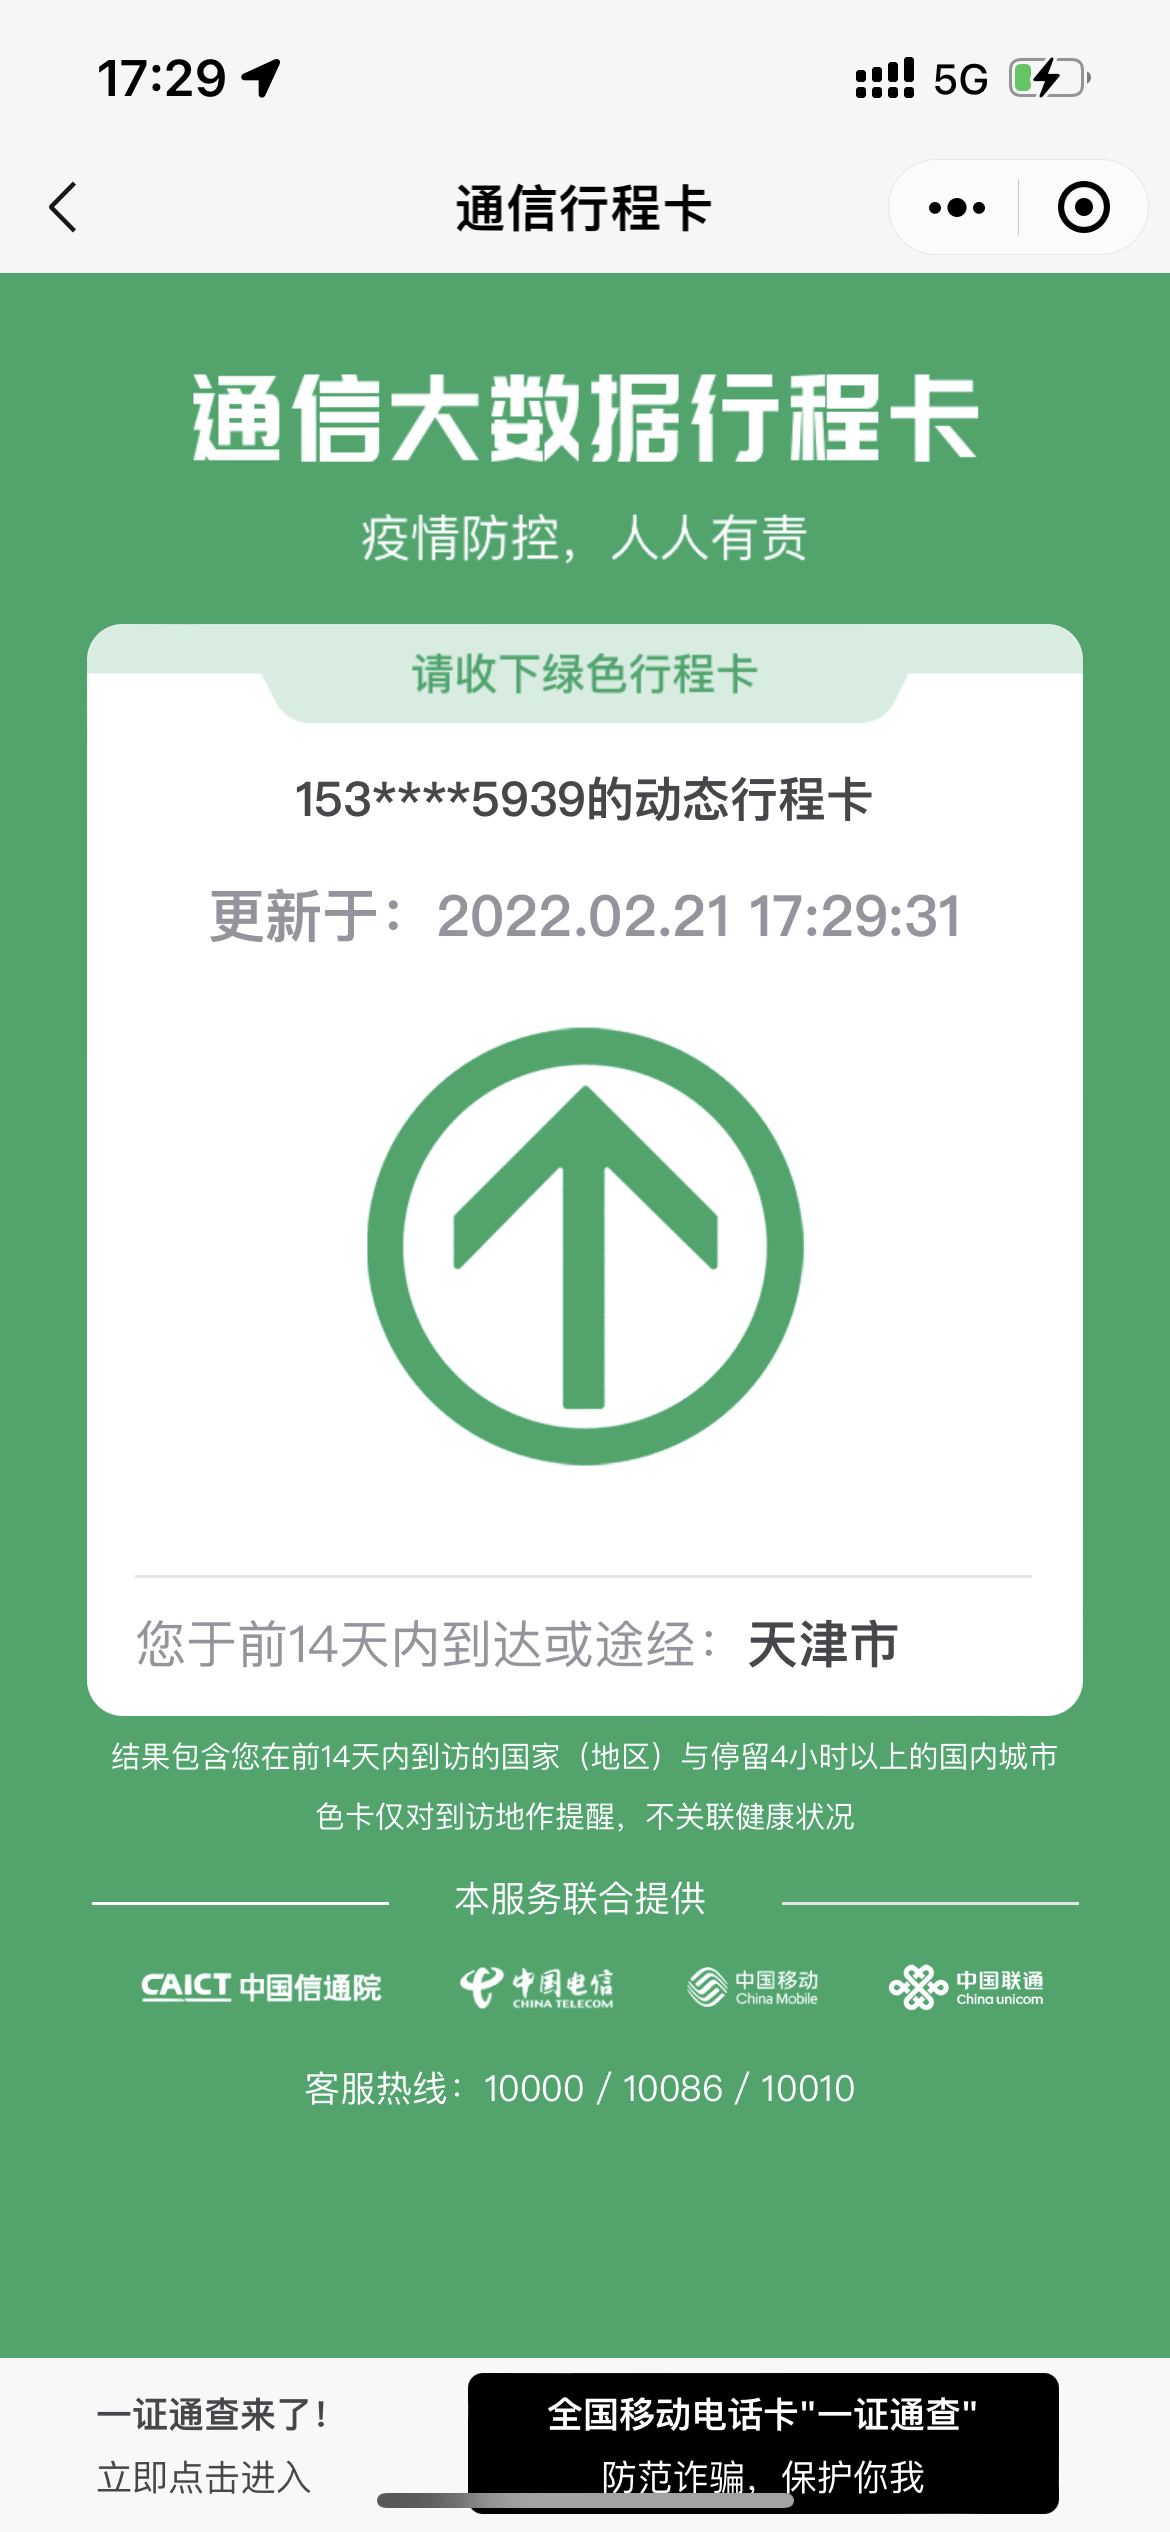 17:29
5G
通信行程卡
通信大数据行程卡
疫情防控，人人有责
请收下绿色行程卡
153****5939的动态行程卡
更新于：2022.02.21 17:29:31
您于前14天内到达或途经：天津市
结果包含您在前14天内到访的国家（地区）与停留4小时以上的国内城市
色卡仅对到访地作提醒，不关联健康状况
本服务联合提供
CAICT 中国信通院
中国电信
CHINA TELECOM
中国移动
China Mobile
中国联通
China unicom
客服热线：10000 / 10086 / 10010
一证通查来了！
立即点击进入
全国移动电话卡"一证通查"
防范诈骗，保护你我